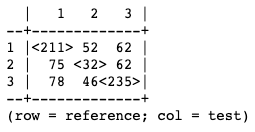 |   1   2   3 |
--+-------------+
1 |<211> 52  62 |
2 |  75 <32> 62 |
3 |  78  46<235>|
--+-------------+
(row = reference; col = test)